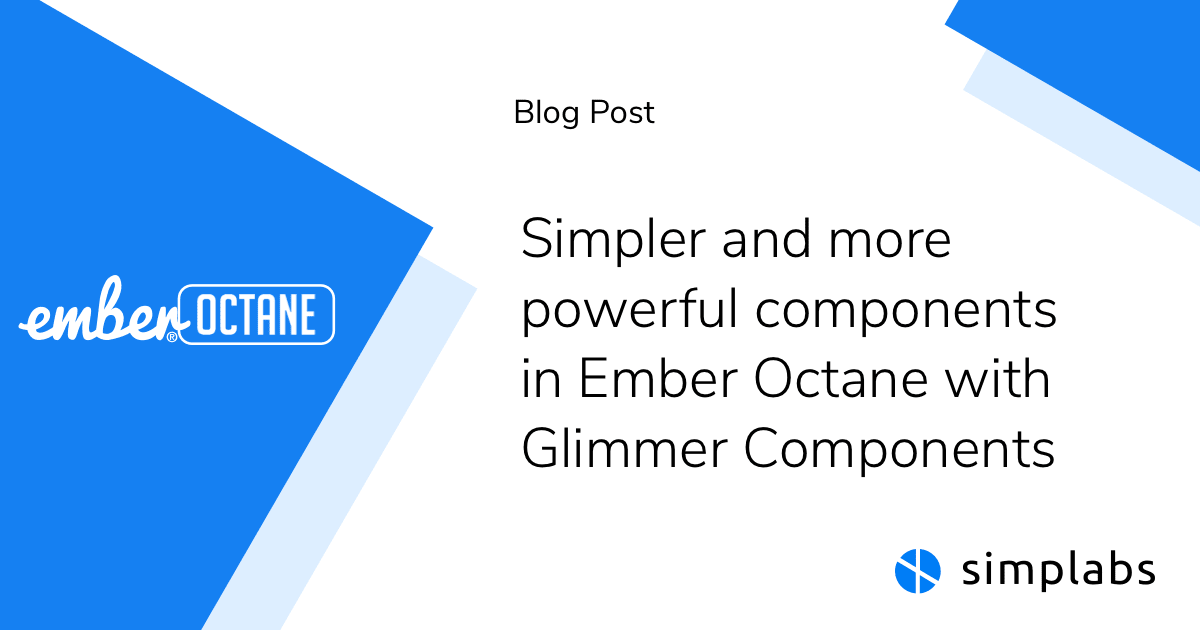 Blog Post
Simpler and more
powerful components
in Ember Octane with
Glimmer Components
ember® OCTANE
simplabs